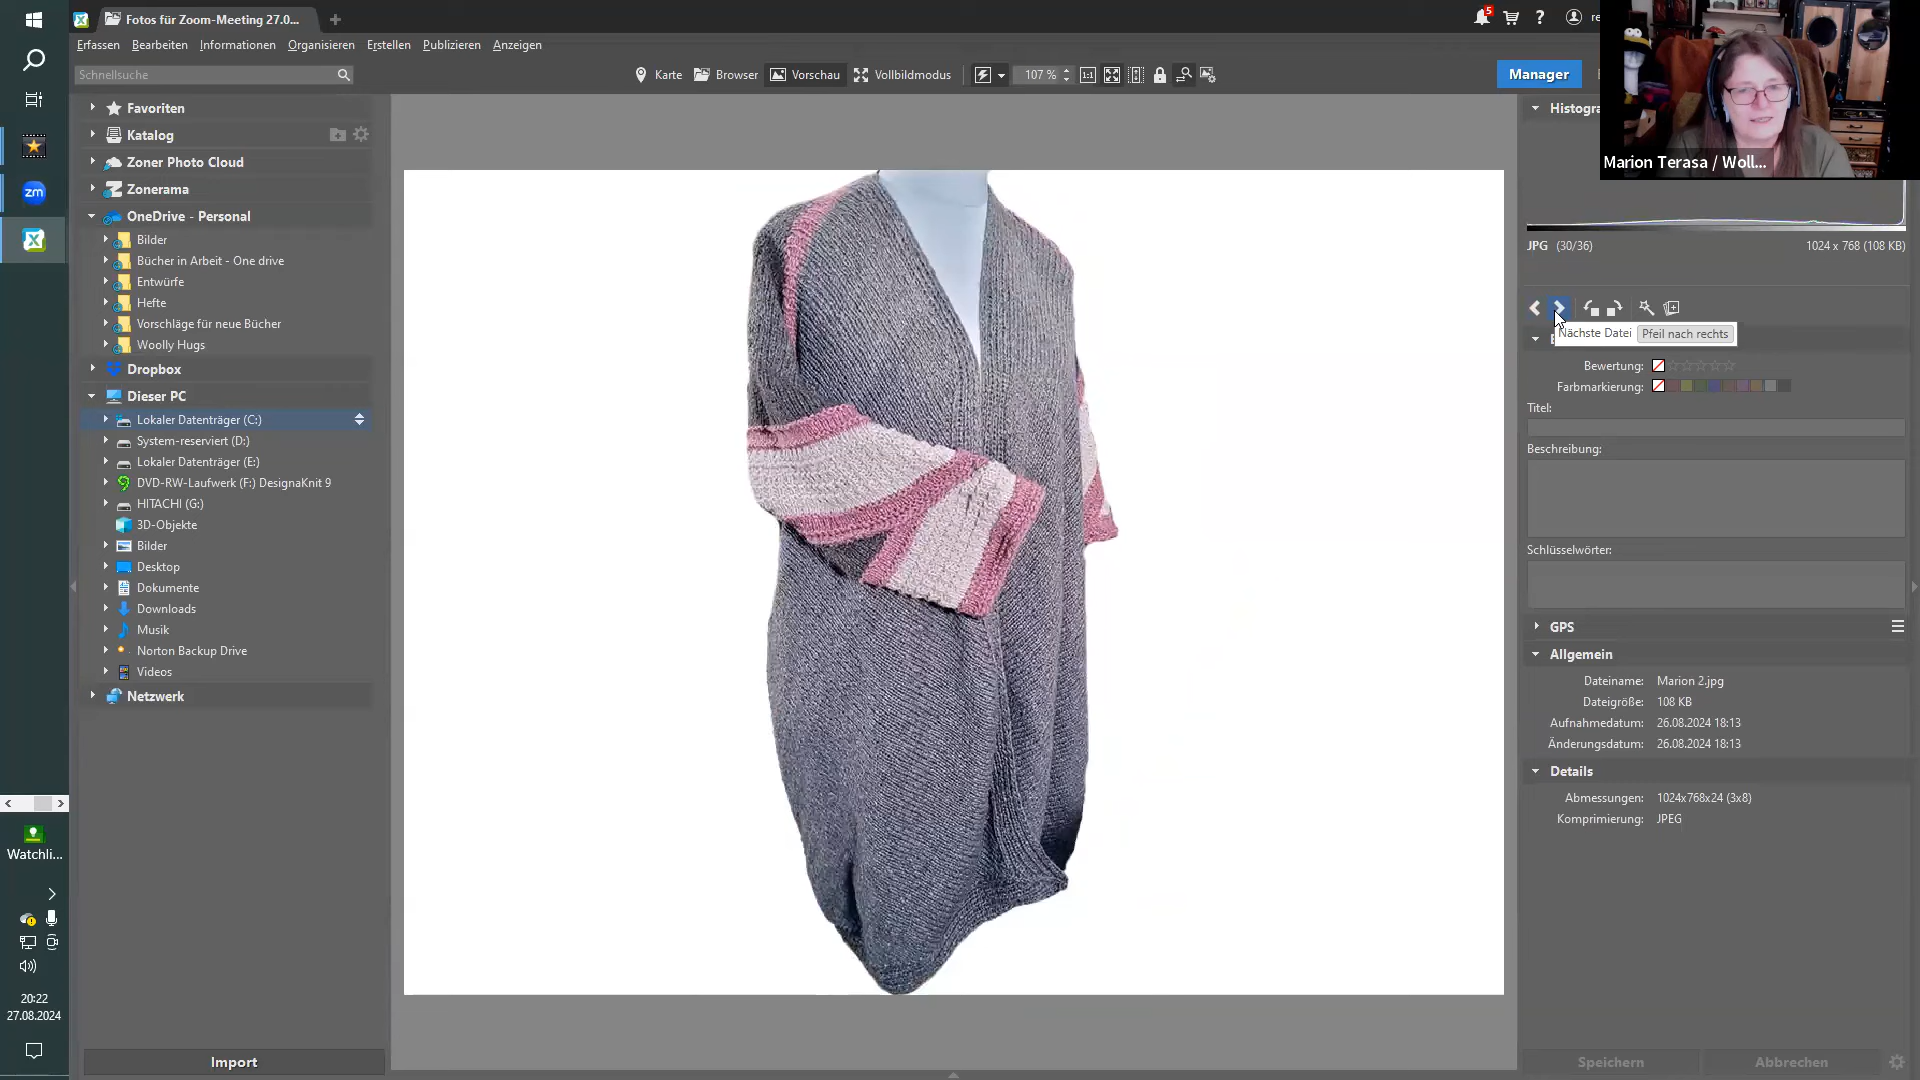 Fotos für Zoom-Meeting 27.0...
5
Erfassen Bearbeiten Informationen Organisieren Erstellen Publizieren Anzeigen
Schnellsuche
Karte Browser Vorschau Vollbildmodus 107 % 1:1
Manager
Marion Terasa / Woll...
zm
Favoriten
Katalog
Zoner Photo Cloud
Zonerama
OneDrive - Personal
Bilder
Bücher in Arbeit - One drive
Entwürfe
Hefte
Vorschläge für neue Bücher
Woolly Hugs
Dropbox
Dieser PC
Lokaler Datenträger (C:)
System-reserviert (D:)
Lokaler Datenträger (E:)
DVD-RW-Laufwerk (F:) DesignaKnit 9
HITACHI (G:)
3D-Objekte
Bilder
Desktop
Dokumente
Downloads
Musik
Norton Backup Drive
Videos
Netzwerk
Import
Watchli...
20:22
27.08.2024
JPG (30/36) 1024 x 768 (108 KB)
Nächste Datei Pfeil nach rechts
Bewertung:
Farbmarkierung:
Titel:
Beschreibung:
Schlüsselwörter:
GPS
Allgemein
Dateiname: Marion 2.jpg
Dateigröße: 108 KB
Aufnahmedatum: 26.08.2024 18:13
Änderungsdatum: 26.08.2024 18:13
Details
Abmessungen: 1024x768x24 (3x8)
Komprimierung: JPEG
Speichern Abbrechen